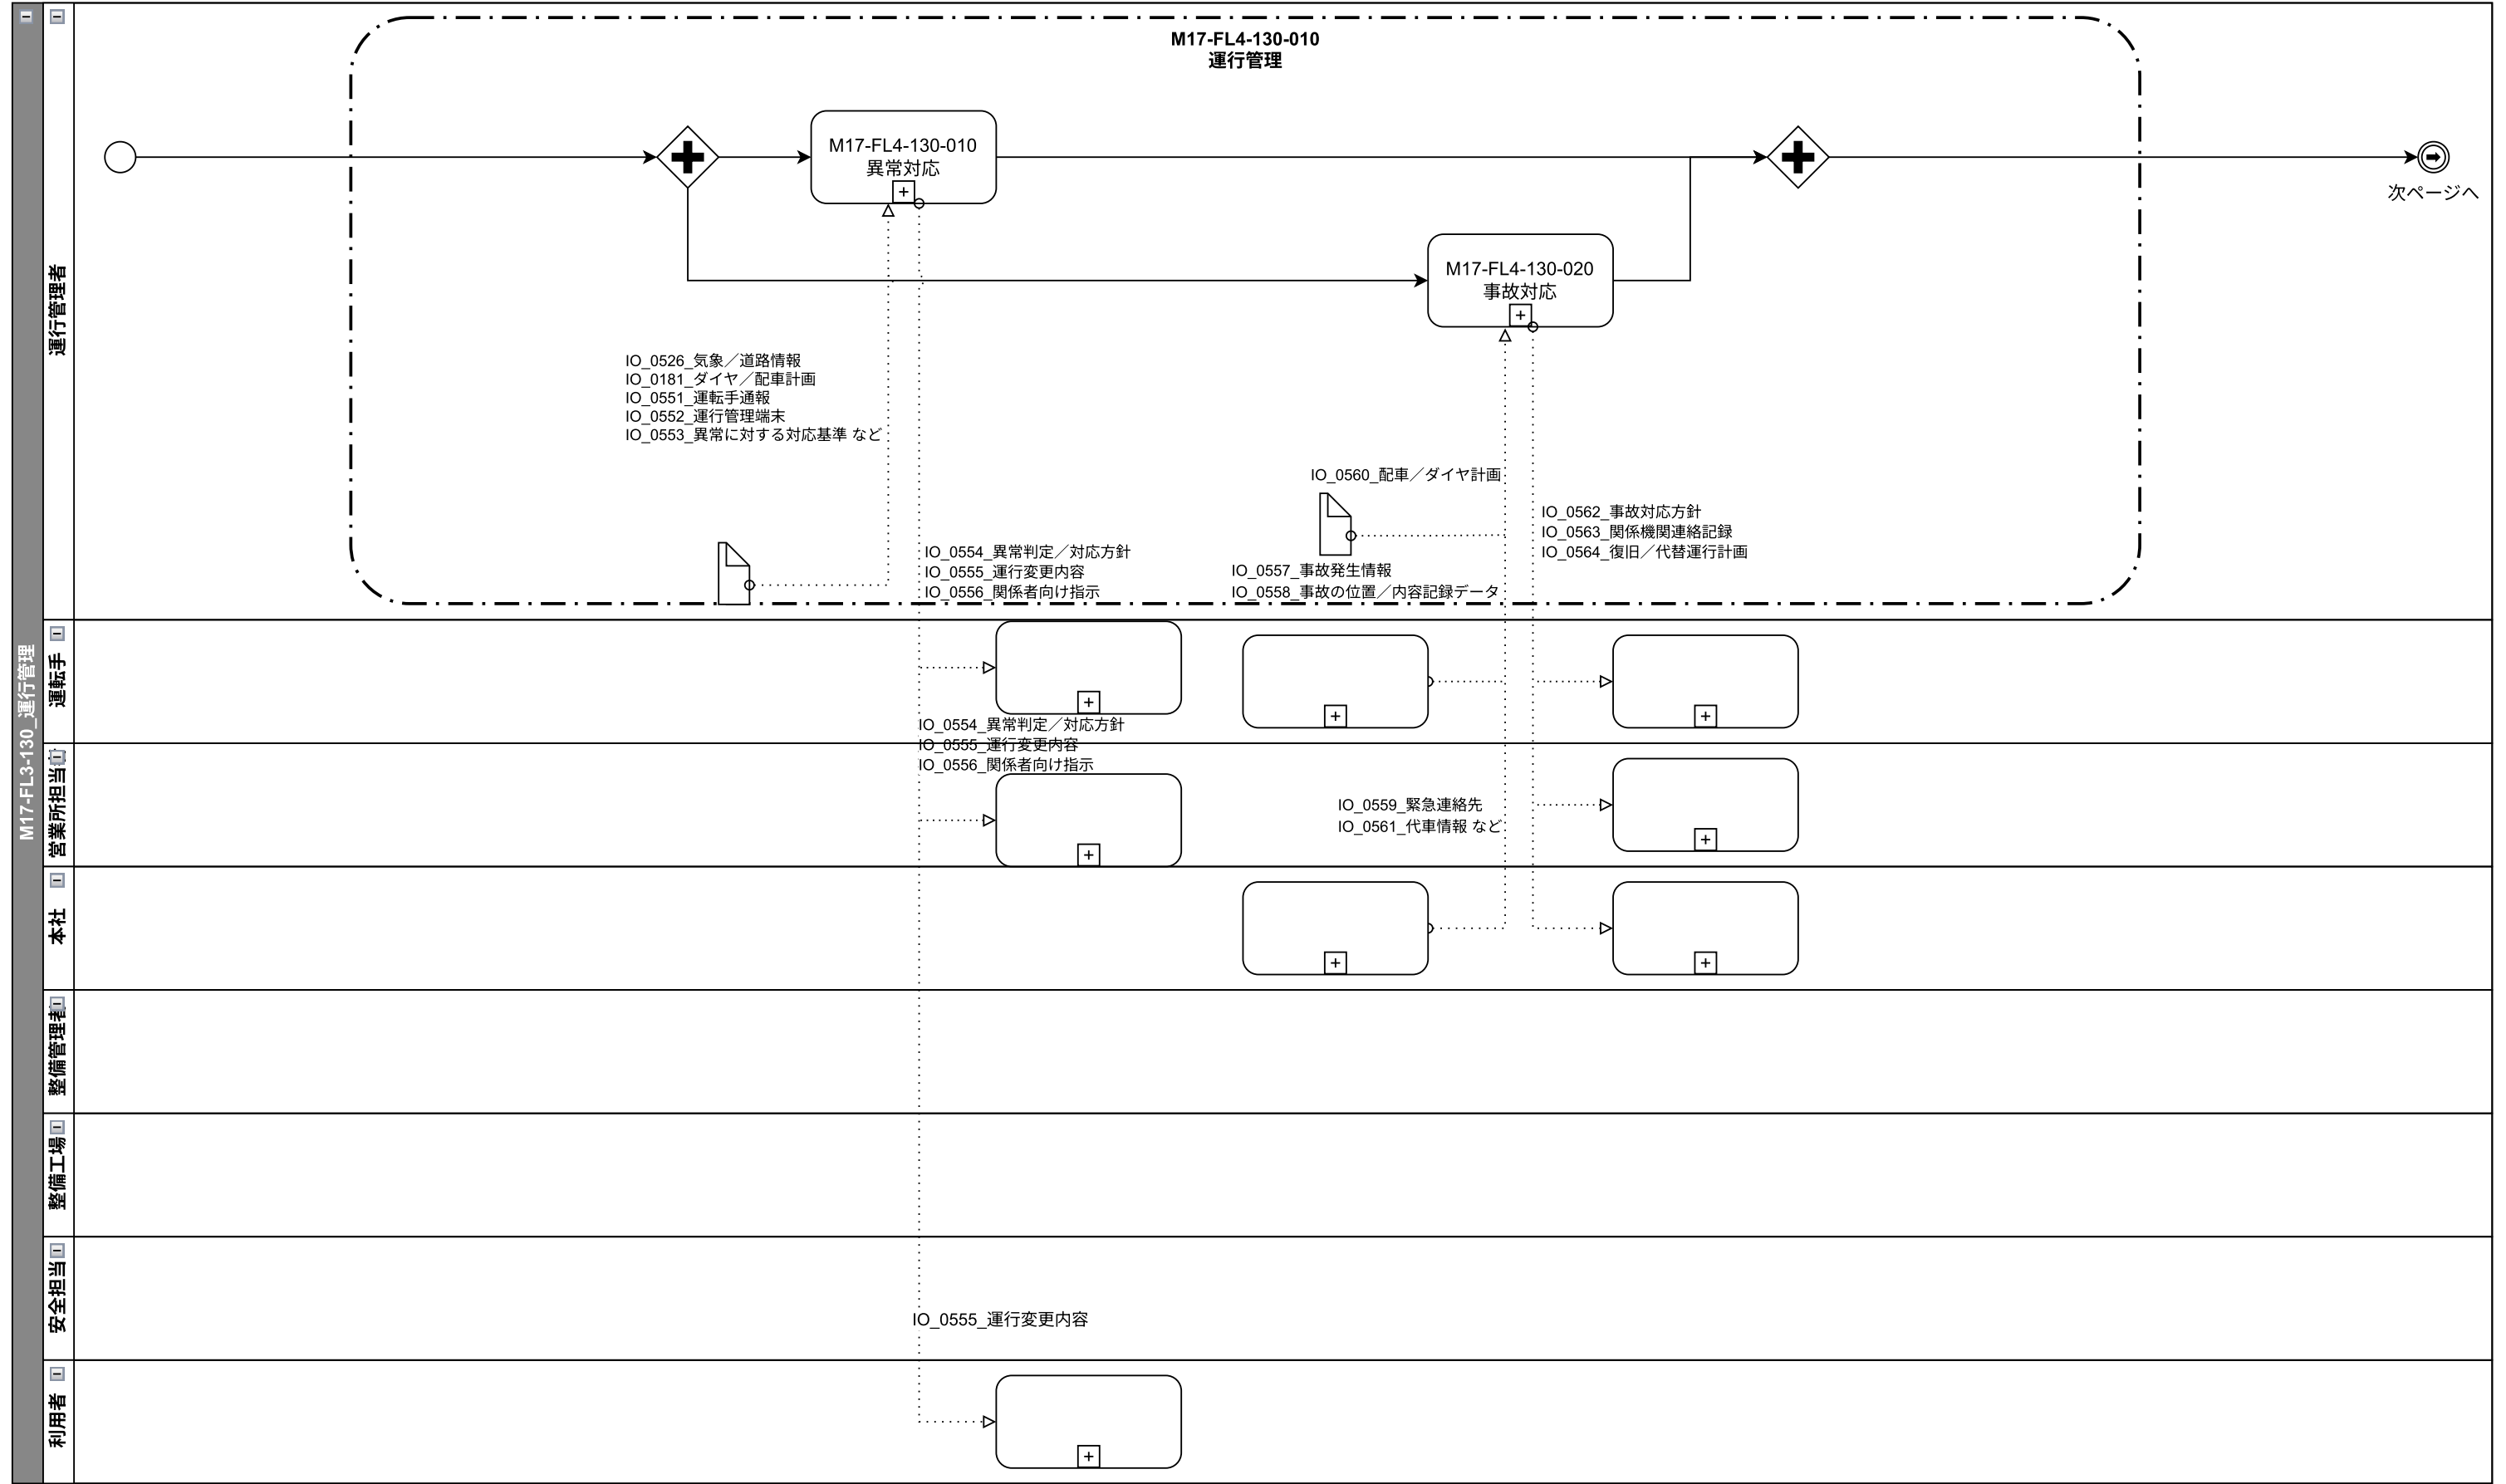 M17-FL3-130_運行管理
運行管理者
M17-FL4-130-010
運行管理
M17-FL4-130-010
異常対応
次ページへ
M17-FL4-130-020
事故対応
IO_0526_気象／道路情報
IO_0181_ダイヤ／配車計画
IO_0551_運転手通報
IO_0552_運行管理端末
IO_0553_異常に対する対応基準 など
IO_0560_配車／ダイヤ計画
IO_0562_事故対応方針
IO_0563_関係機関連絡記録
IO_0564_復旧／代替運行計画
IO_0554_異常判定／対応方針
IO_0555_運行変更内容
IO_0556_関係者向け指示
IO_0557_事故発生情報
IO_0558_事故の位置／内容記録データ
運転手
IO_0554_異常判定／対応方針
IO_0555_運行変更内容
IO_0556_関係者向け指示
営業所担当
IO_0559_緊急連絡先
IO_0561_代車情報 など
本社
整備管理者
整備工場
安全担当
IO_0555_運行変更内容
利用者